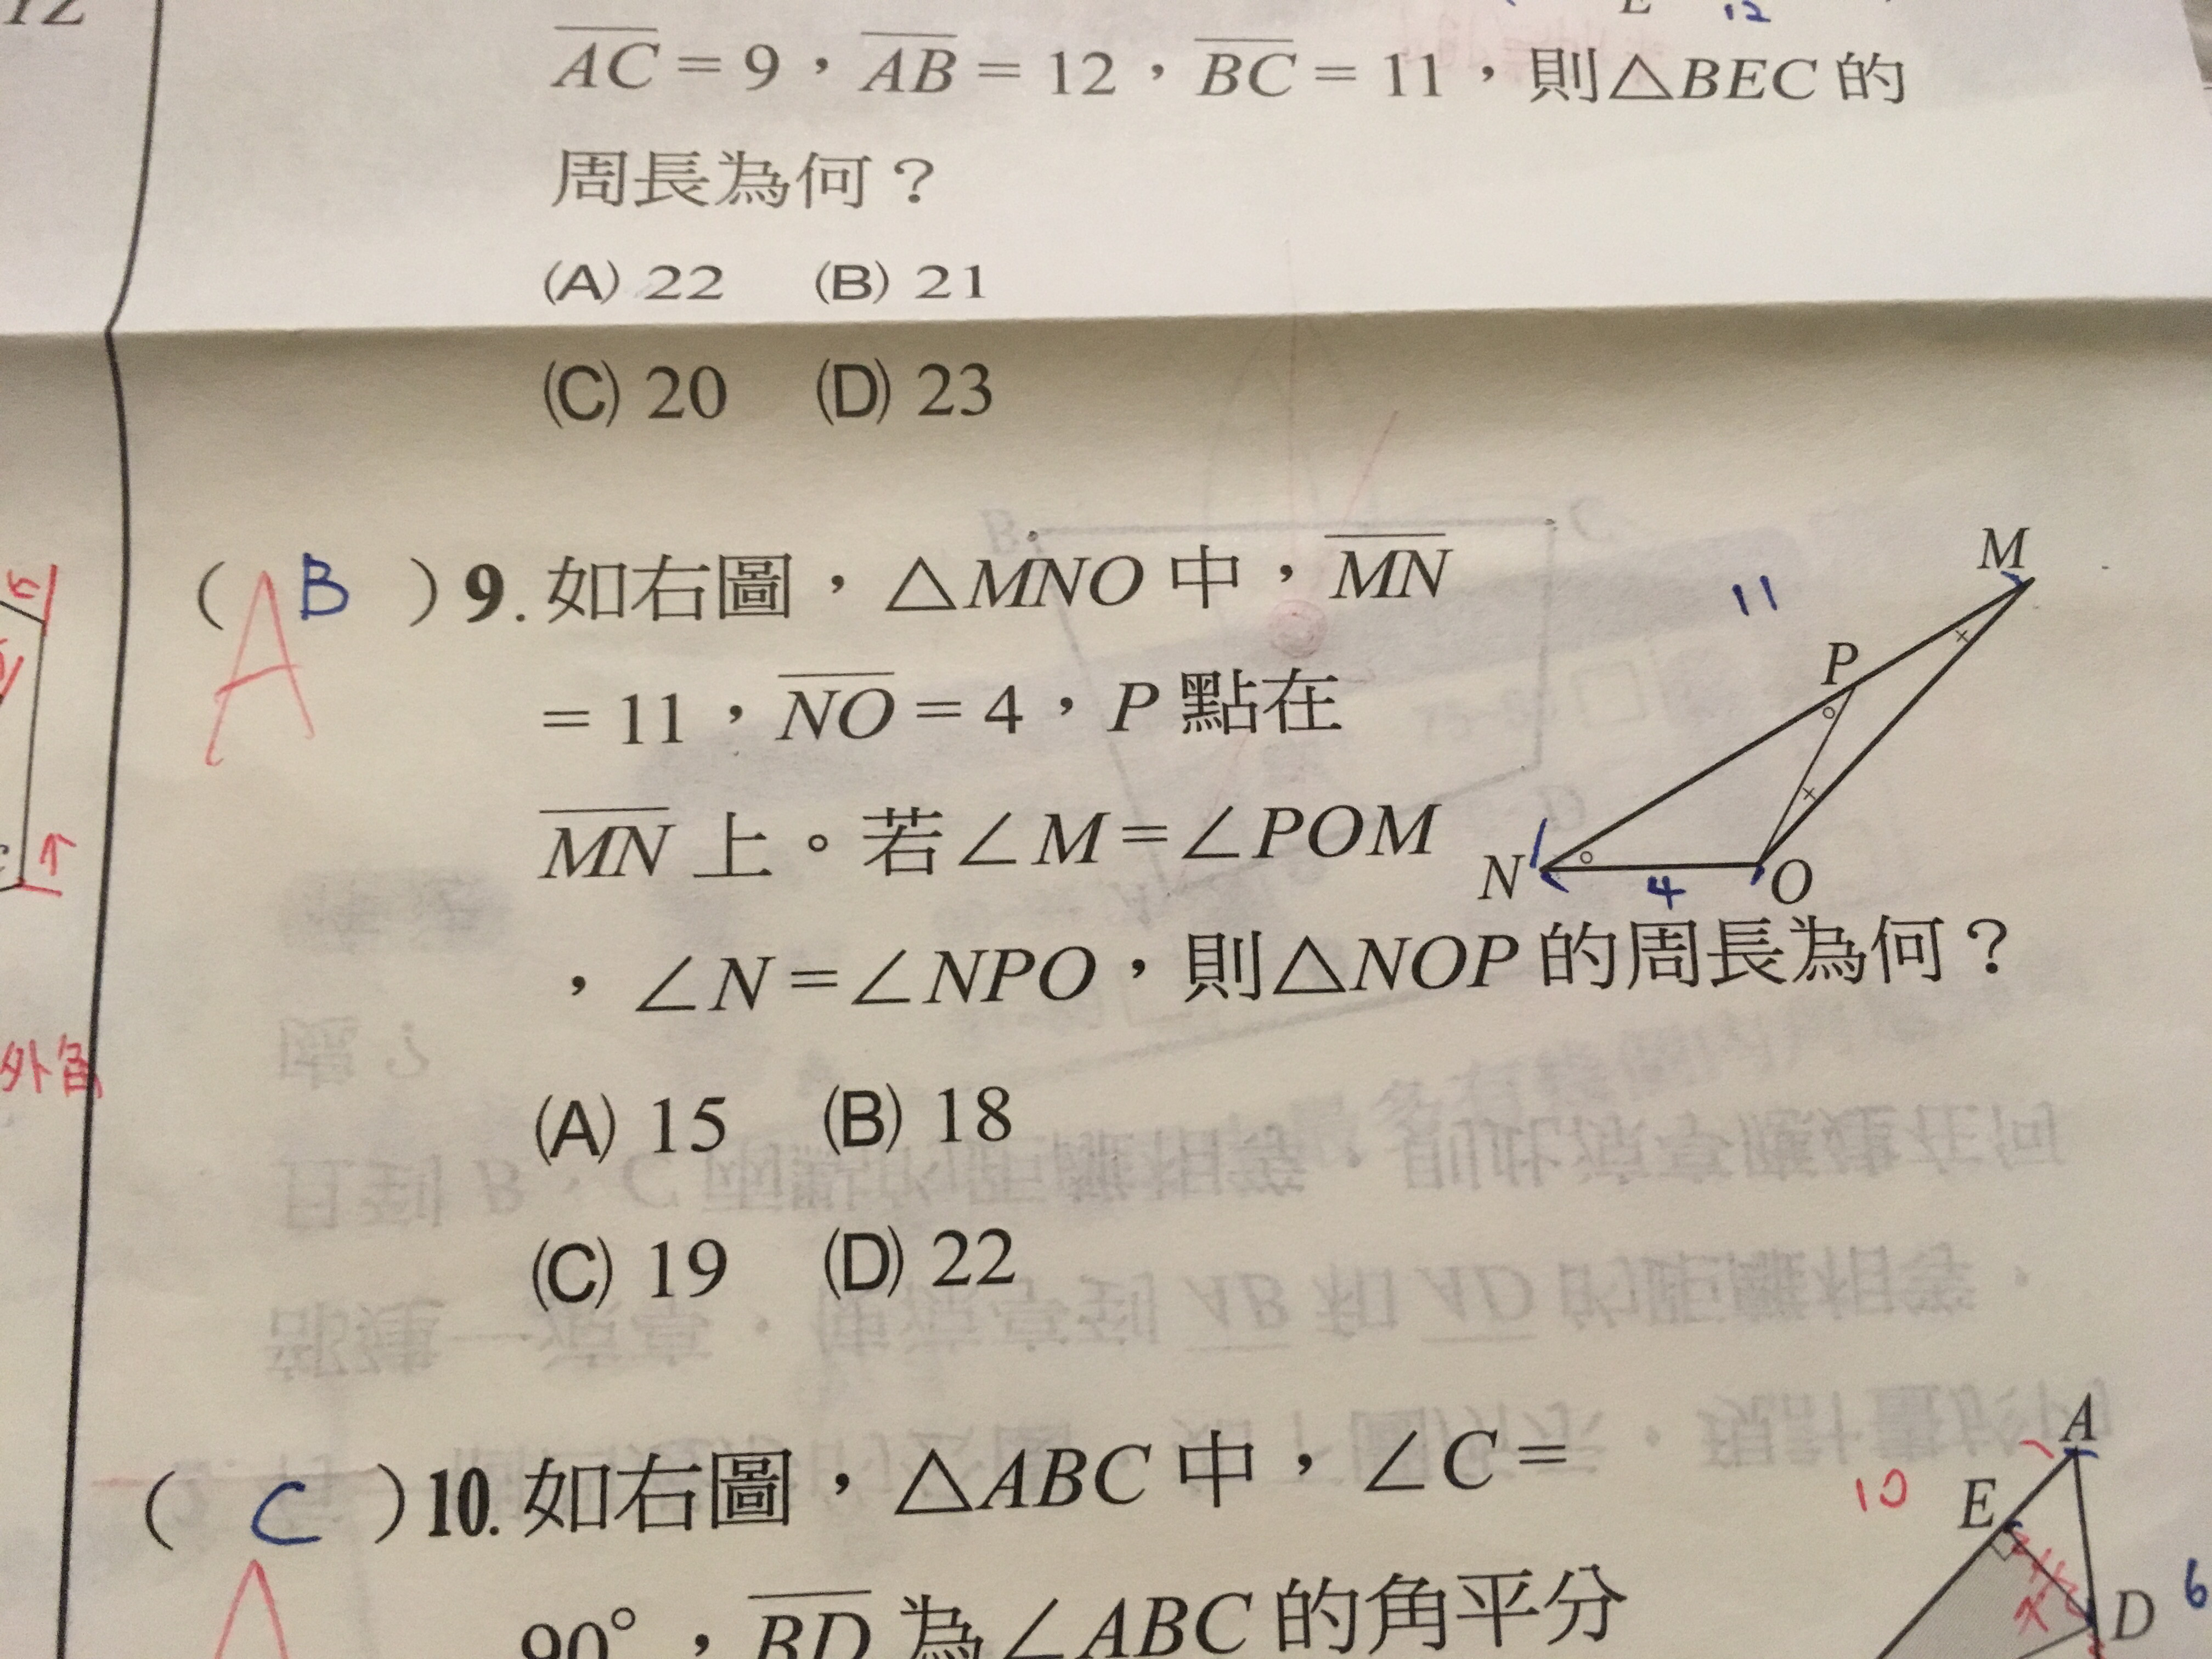 12
E 12
AC = 9，AB = 12，BC = 11，則△BEC 的
周長為何？
(A) 22 (B) 21
(C) 20 (D) 23
( A B ) 9. 如右圖，△MNO 中，MN
= 11，NO = 4，P 點在
MN 上。若∠M = ∠POM
，∠N = ∠NPO，則△NOP 的周長為何？
(A) 15 (B) 18
(C) 19 (D) 22
M
11
P
N
4
O
外角
( C ) 10. 如右圖，△ABC 中，∠C =
A
90°，BD 為∠ABC 的角平分
A
10
E
D
6